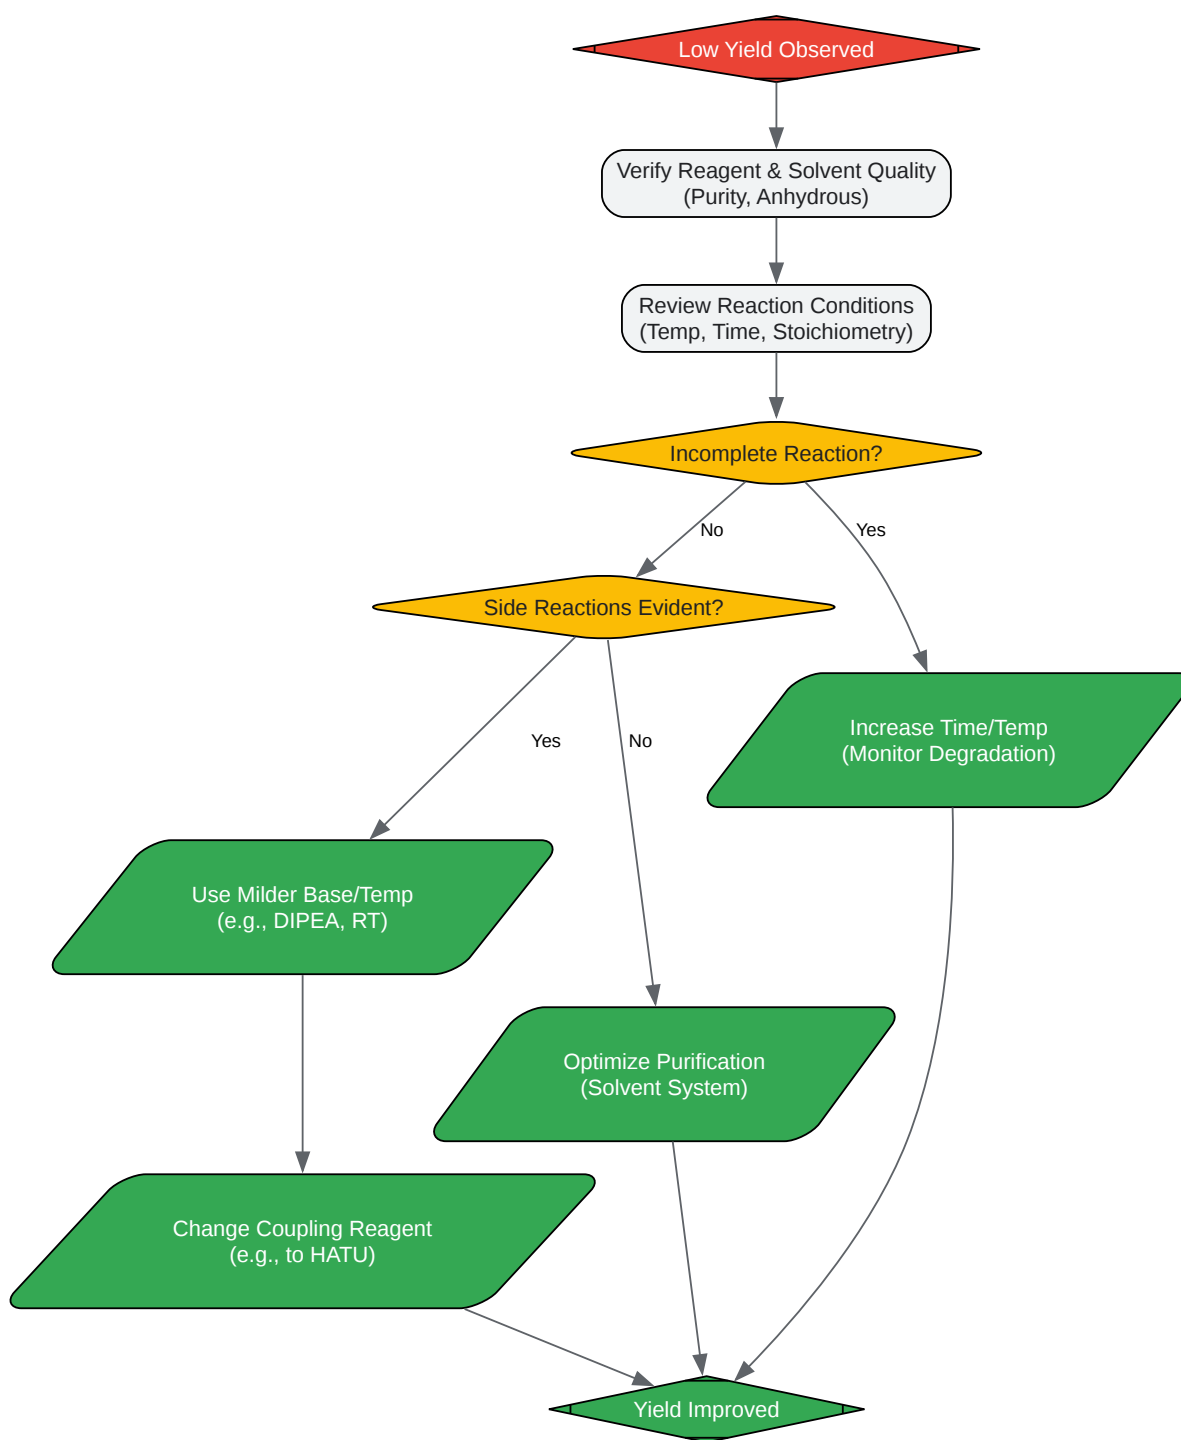 Low Yield Observed
Verify Reagent & Solvent Quality
(Purity, Anhydrous)
Review Reaction Conditions
(Temp, Time, Stoichiometry)
Incomplete Reaction?
No
Yes
Side Reactions Evident?
Yes
No
Increase Time/Temp
(Monitor Degradation)
Use Milder Base/Temp
(e.g., DIPEA, RT)
Optimize Purification
(Solvent System)
Change Coupling Reagent
(e.g., to HATU)
Yield Improved